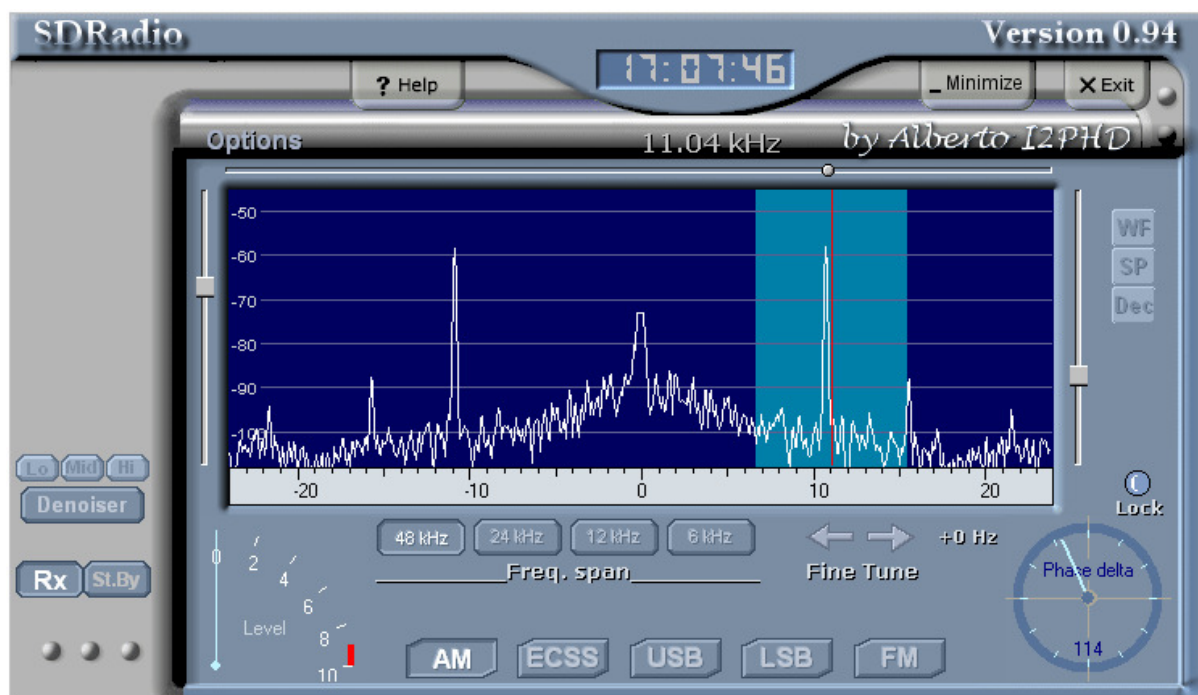 SDRadio Version 0.94
17:07:46
? Help _ Minimize X Exit
Options 11.04 kHz by Alberto I2PHD
-50
-60
-70
-80
-90
-100
-20 -10 0 10 20
WF
SP
Dec
Lock
Lo Mid Hi
Denoiser
Rx St.By
0 2 4 6 8 10
Level
48 kHz 24 kHz 12 kHz 6 kHz
Freq. span
+0 Hz
Fine Tune
Phase delta
114
AM ECSS USB LSB FM